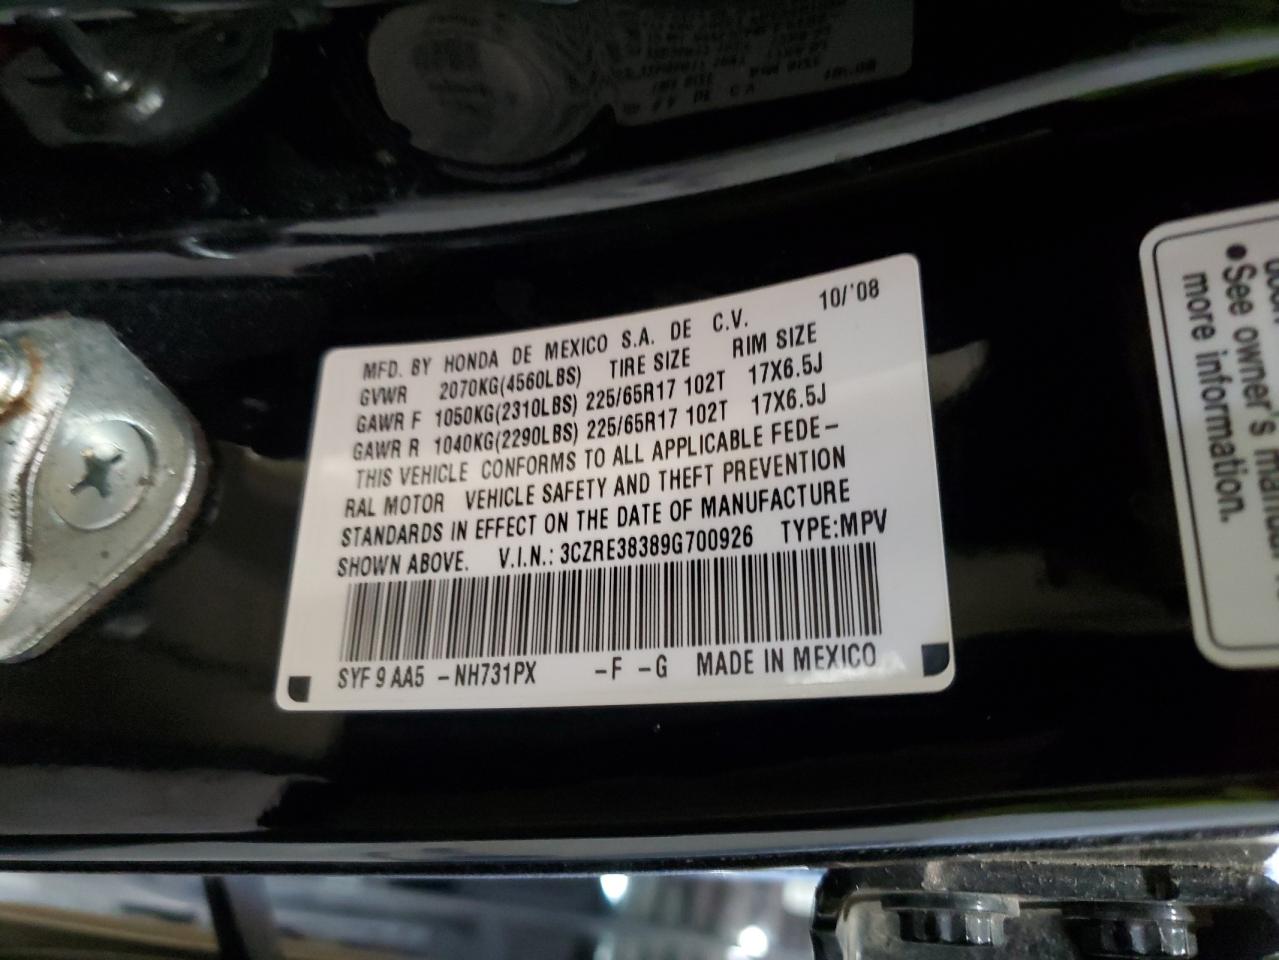 10/'08
MFD. BY HONDA DE MEXICO S.A. DE C.V.
GVWR 2070KG(4560LBS) TIRE SIZE RIM SIZE
GAWR F 1050KG(2310LBS) 225/65R17 102T 17X6.5J
GAWR R 1040KG(2290LBS) 225/65R17 102T 17X6.5J
THIS VEHICLE CONFORMS TO ALL APPLICABLE FEDE-
RAL MOTOR VEHICLE SAFETY AND THEFT PREVENTION
STANDARDS IN EFFECT ON THE DATE OF MANUFACTURE
SHOWN ABOVE. V.I.N.: 3CZRE38389G700926 TYPE:MPV
SYF 9 AA5 -NH731PX -F -G MADE IN MEXICO
•See owner's manual
more information.